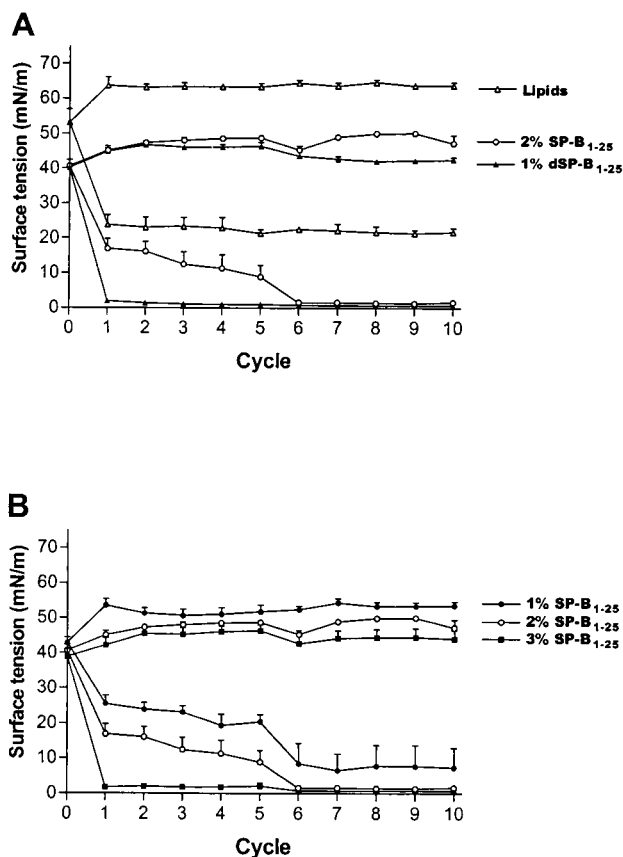 A
Surface tension (mN/m)
70
60
50
40
30
20
10
0
0 1 2 3 4 5 6 7 8 9 10
Cycle
Lipids
2% SP-B1-25
1% dSP-B1-25
B
Surface tension (mN/m)
70
60
50
40
30
20
10
0
0 1 2 3 4 5 6 7 8 9 10
Cycle
1% SP-B1-25
2% SP-B1-25
3% SP-B1-25